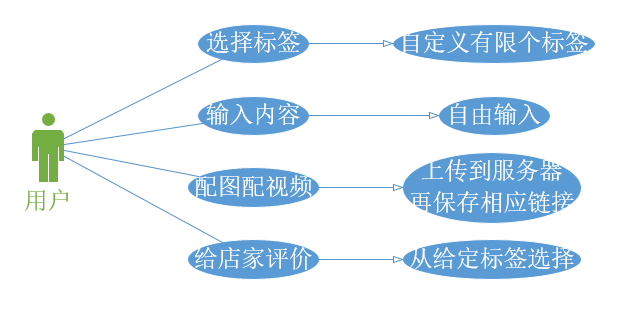 选择标签
自定义有限个标签
输入内容
自由输入
配图配视频
上传到服务器
再保存相应链接
用户
给店家评价
从给定标签选择